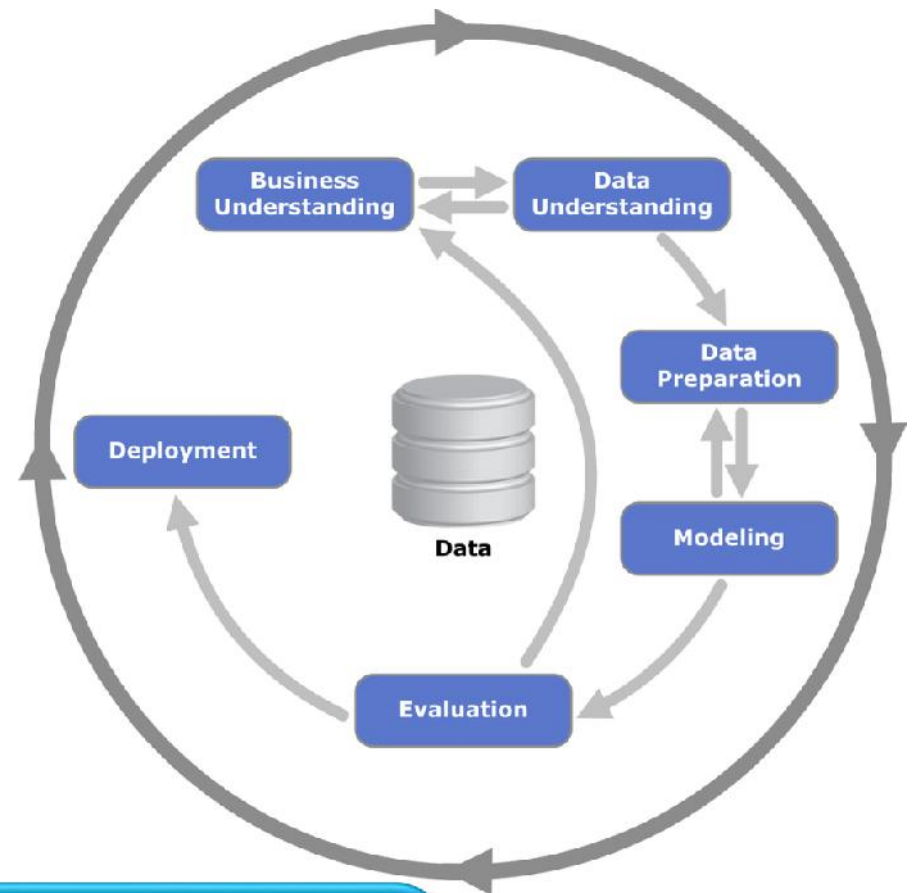 Business
Understanding
Data
Understanding
Data
Preparation
Deployment
Data
Modeling
Evaluation